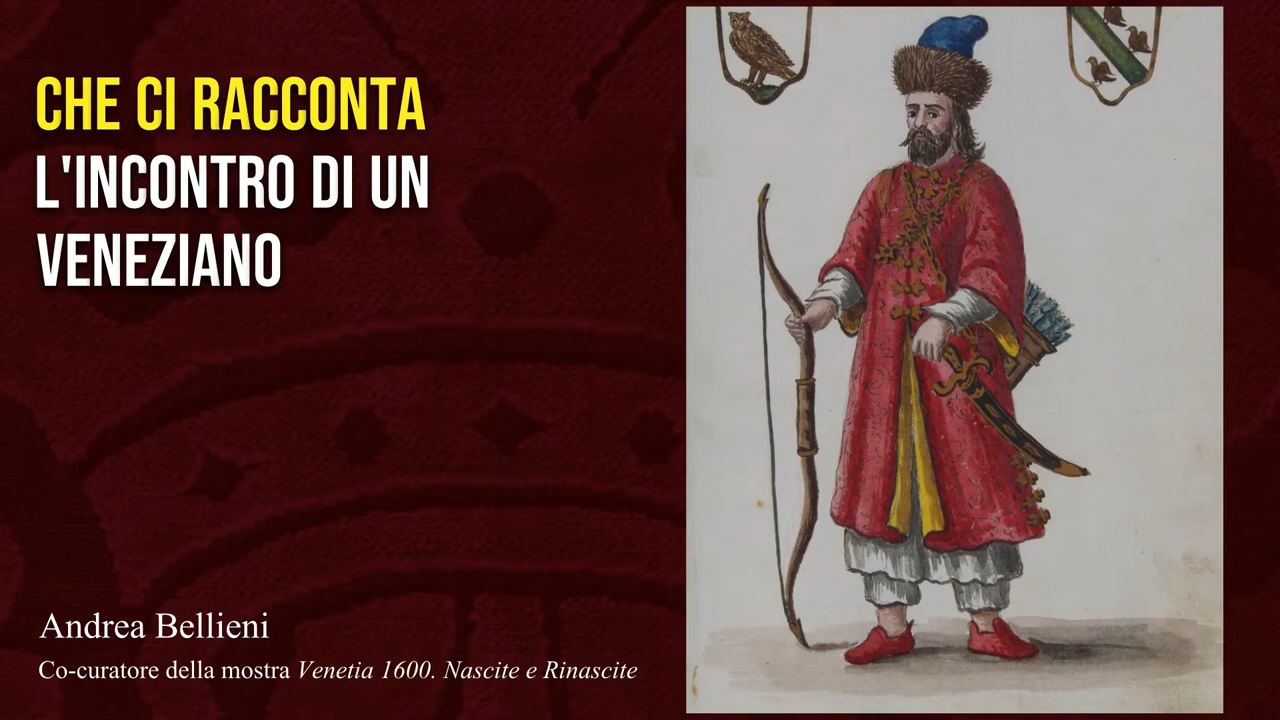 CHE CI RACCONTA
L'INCONTRO DI UN
VENEZIANO
Andrea Bellieni
Co-curatore della mostra Venetia 1600. Nascite e Rinascite